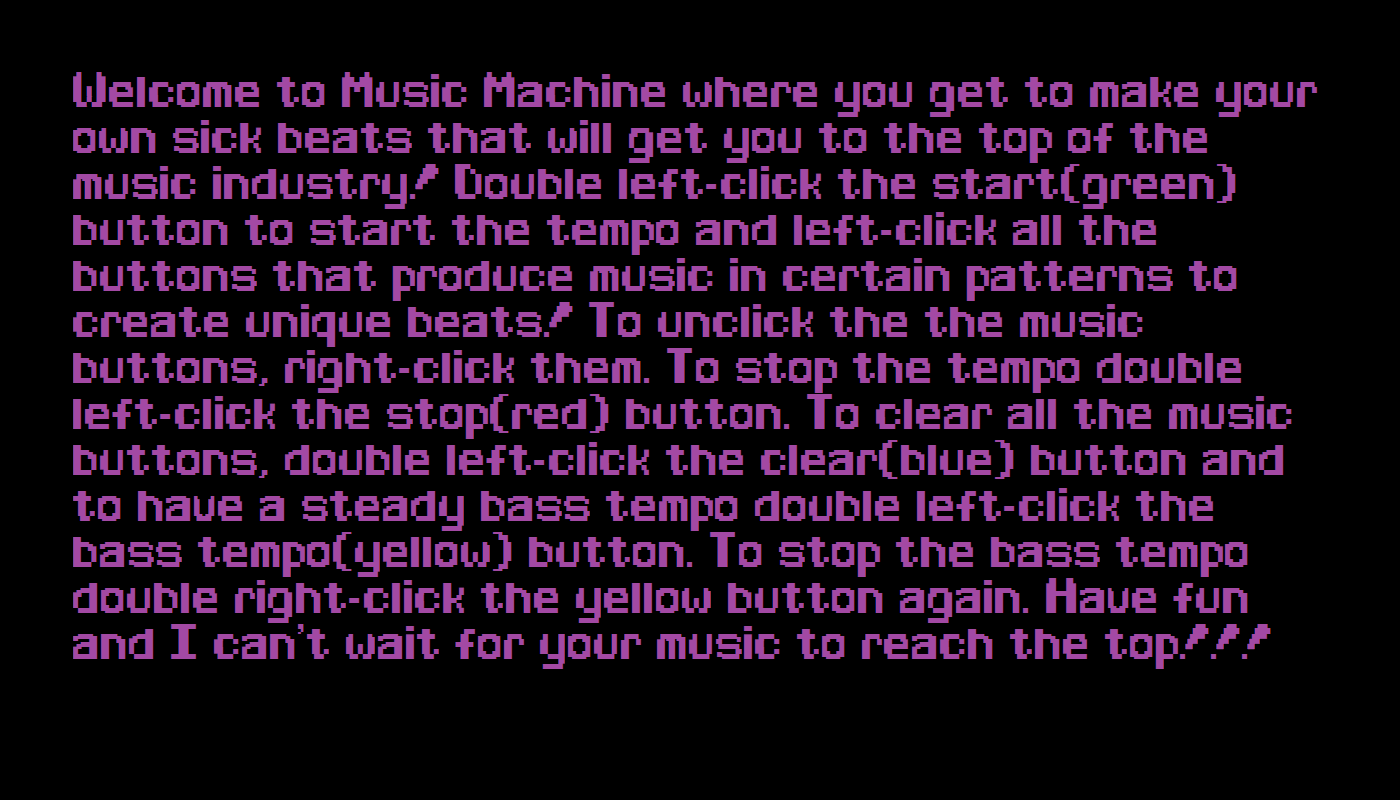 Welcome to Music Machine where you get to make your
own sick beats that will get you to the top of the
music industry! Double left-click the start(green)
button to start the tempo and left-click all the
buttons that produce music in certain patterns to
create unique beats! To unclick the the music
buttons, right-click them. To stop the tempo double
left-click the stop(red) button. To clear all the music
buttons, double left-click the clear(blue) button and
to have a steady bass tempo double left-click the
bass tempo(yellow) button. To stop the bass tempo
double right-click the yellow button again. Have fun
and I can't wait for your music to reach the top!!!